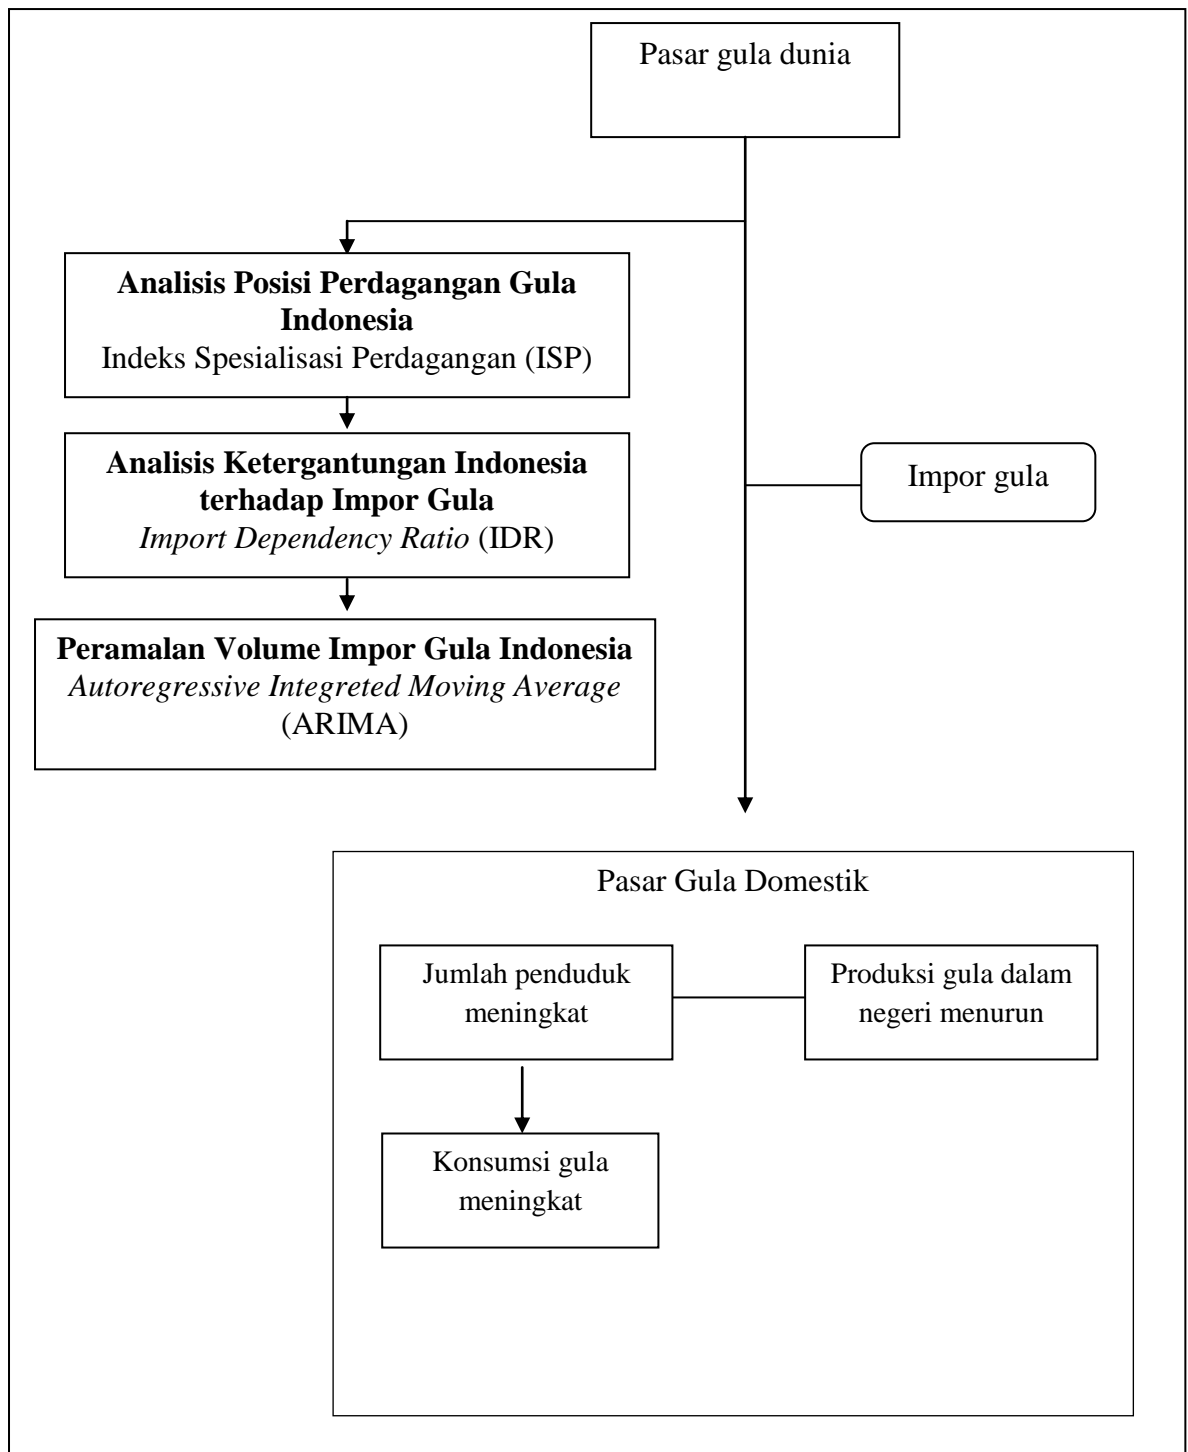 Pasar gula dunia
Analisis Posisi Perdagangan Gula
Indonesia
Indeks Spesialisasi Perdagangan (ISP)
Analisis Ketergantungan Indonesia
terhadap Impor Gula
Import Dependency Ratio (IDR)
Impor gula
Peramalan Volume Impor Gula Indonesia
Autoregressive Integreted Moving Average
(ARIMA)
Pasar Gula Domestik
Jumlah penduduk
meningkat
Produksi gula dalam
negeri menurun
Konsumsi gula
meningkat